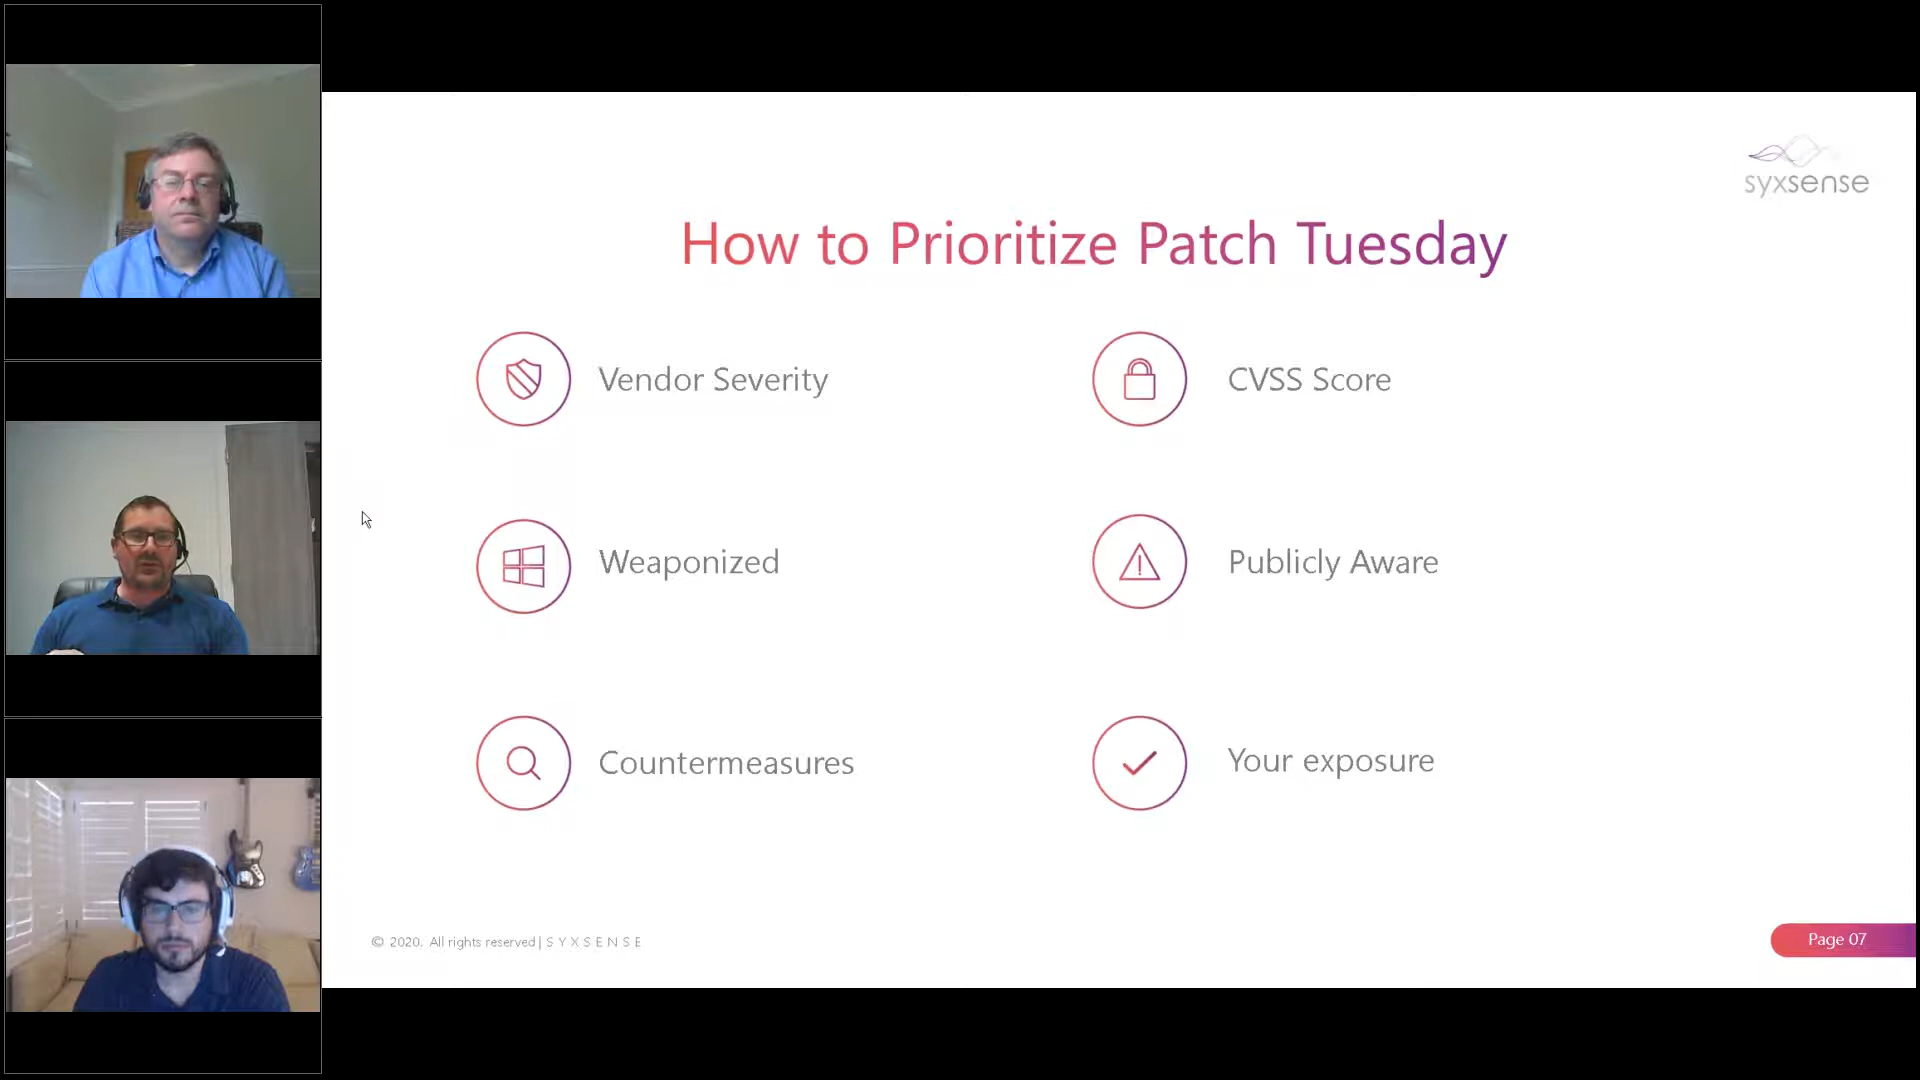 syxsense
How to Prioritize Patch Tuesday
Vendor Severity
CVSS Score
Weaponized
Publicly Aware
Countermeasures
Your exposure
© 2020. All rights reserved| S Y X S E N S E
Page 07